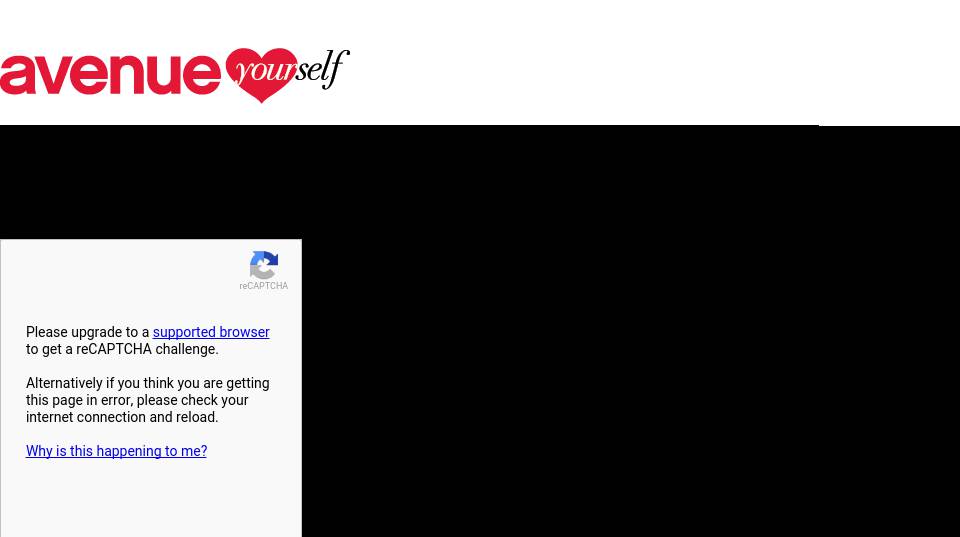 avenue yourself
reCAPTCHA
Please upgrade to a supported browser
to get a reCAPTCHA challenge.
Alternatively if you think you are getting
this page in error, please check your
internet connection and reload.
Why is this happening to me?